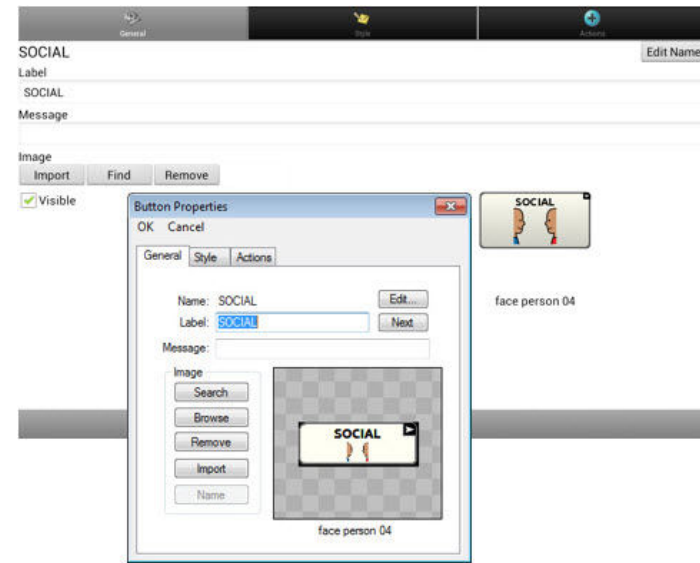 General Style Actions
SOCIAL Edit Name
Label
SOCIAL
Message
Image
Import Find Remove
Visible
SOCIAL
face person 04
Button Properties
OK Cancel
General Style Actions
Name: SOCIAL Edit...
Label: SOCIAL Next
Message:
Image
Search
Browse
Remove
Import
Name
SOCIAL
face person 04